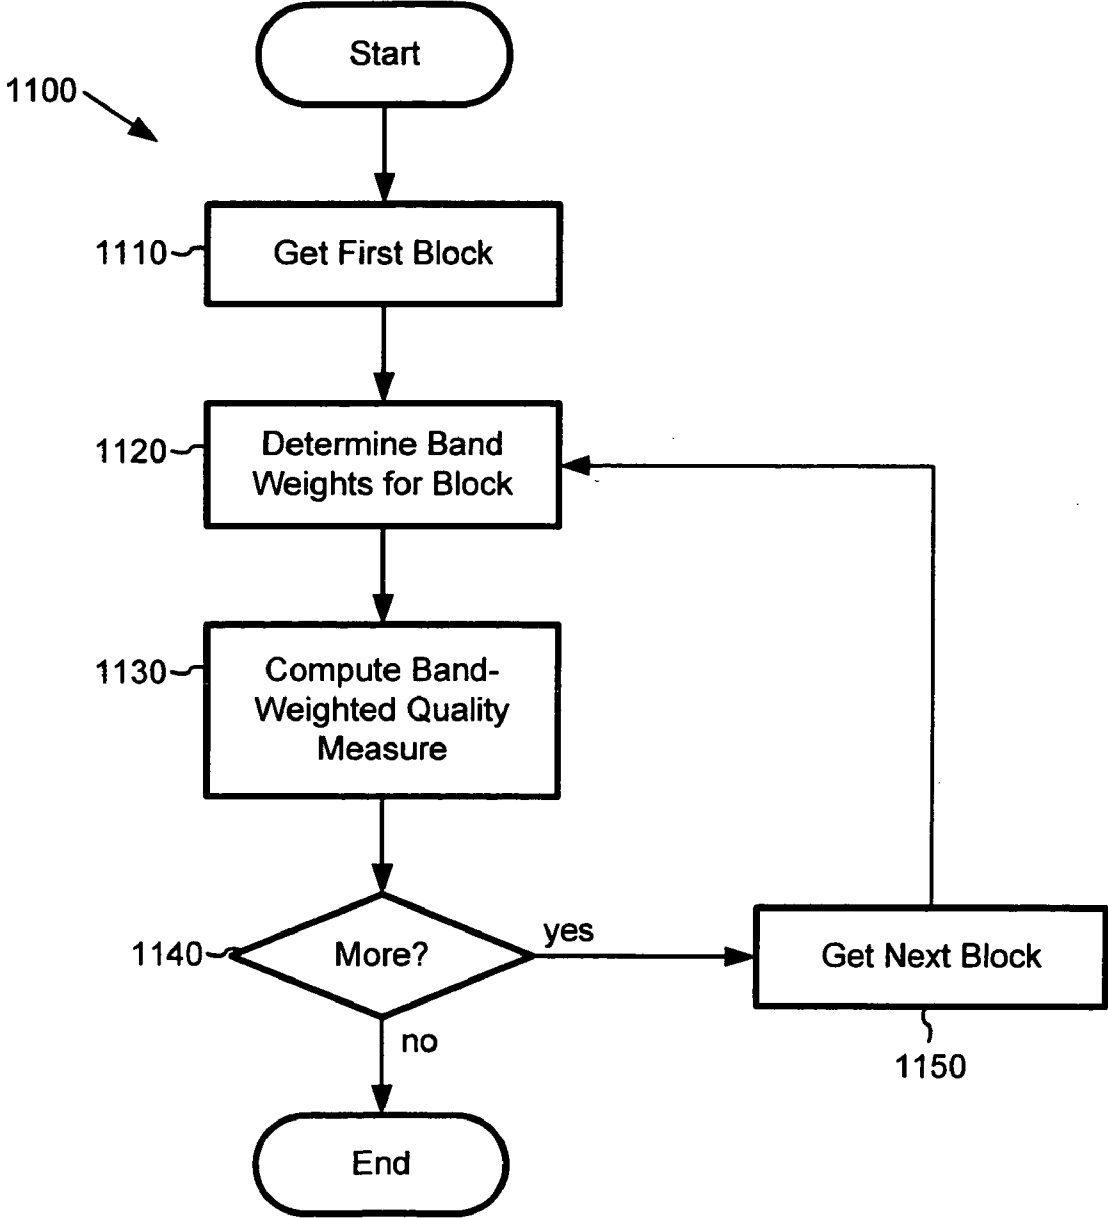 Start
1100
1110
Get First Block
1120
Determine Band
Weights for Block
1130
Compute Band-
Weighted Quality
Measure
1140
More?
yes
Get Next Block
1150
no
End